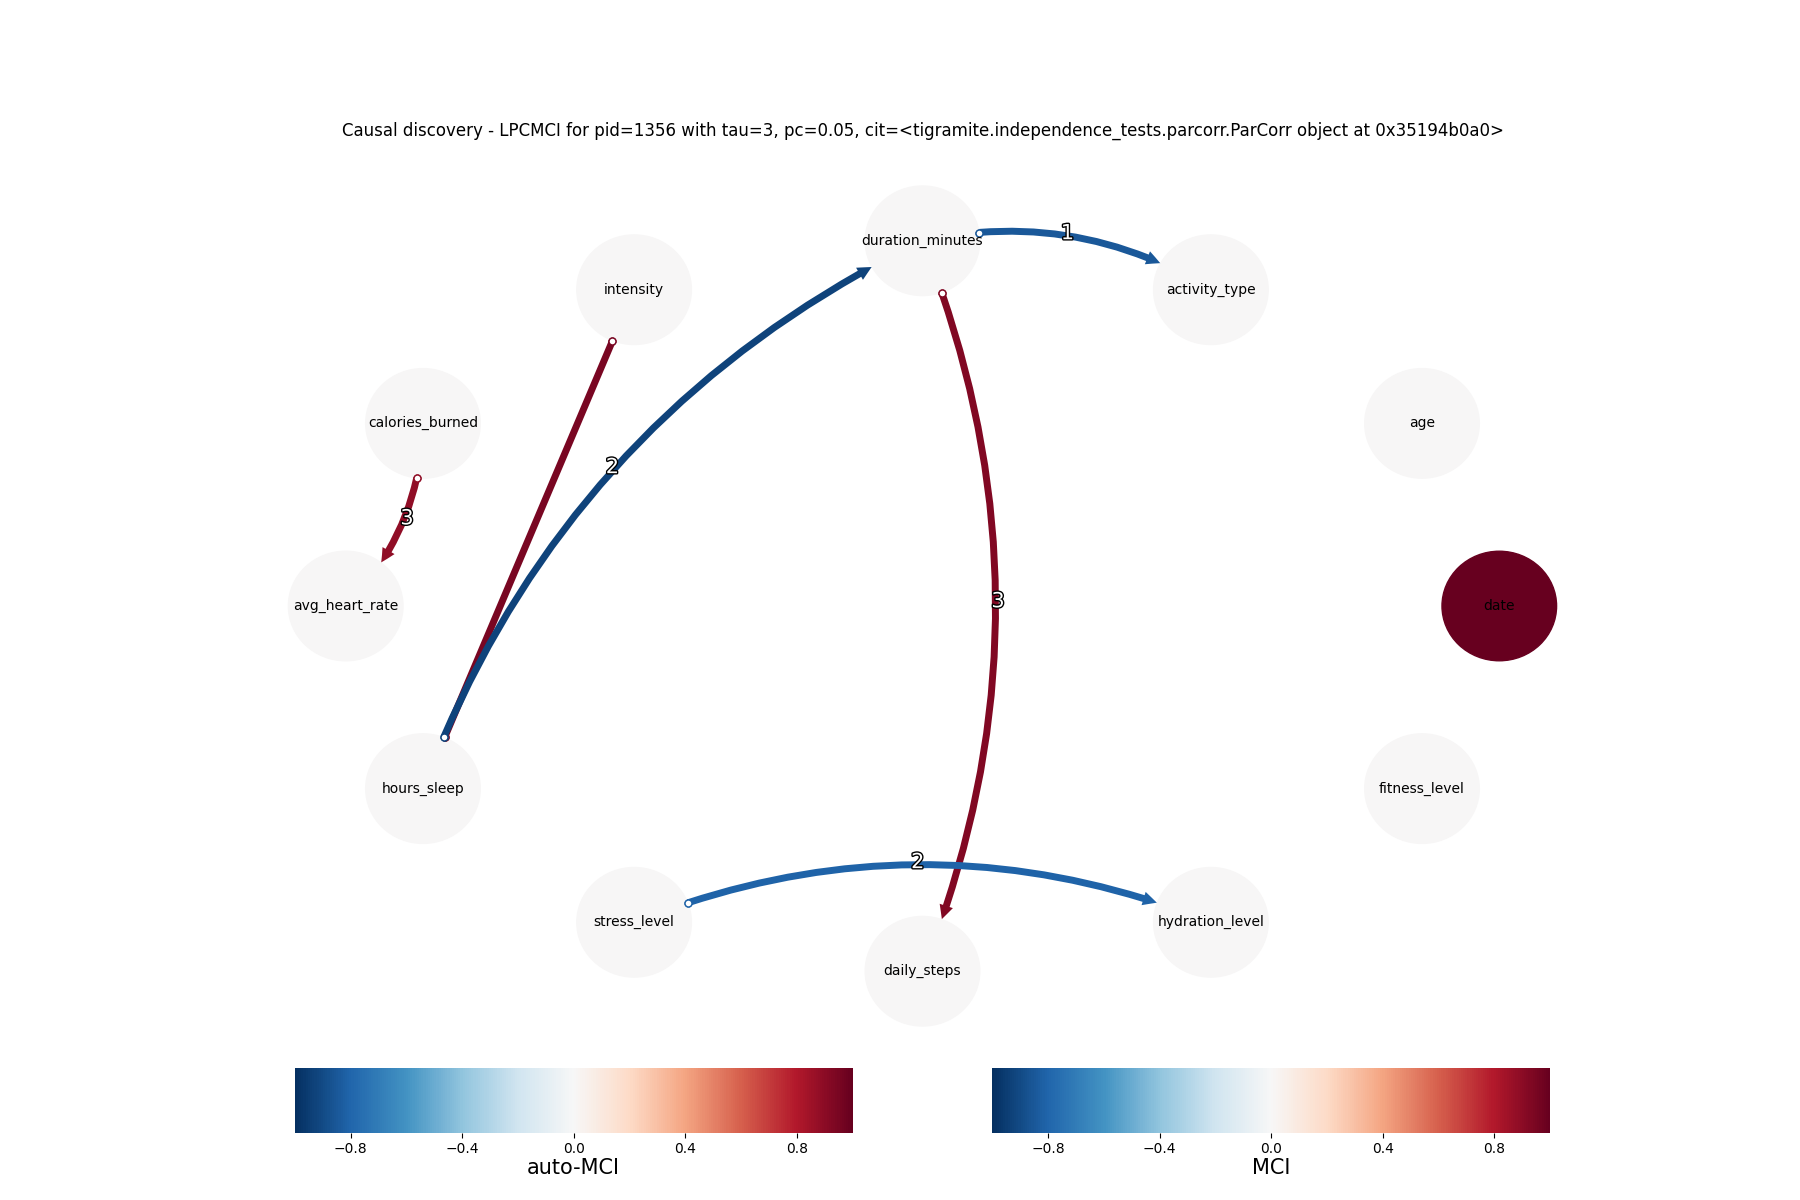 Causal discovery - LPCMCI for pid=1356 with tau=3, pc=0.05, cit=<tigramite.independence_tests.parcorr.ParCorr object at 0x35194b0a0>
duration_minutes
1
intensity
activity_type
calories_burned
age
2
3
3
avg_heart_rate
date
hours_sleep
fitness_level
2
stress_level
hydration_level
daily_steps
−0.8 −0.4 0.0 0.4 0.8
auto-MCI
−0.8 −0.4 0.0 0.4 0.8
MCI